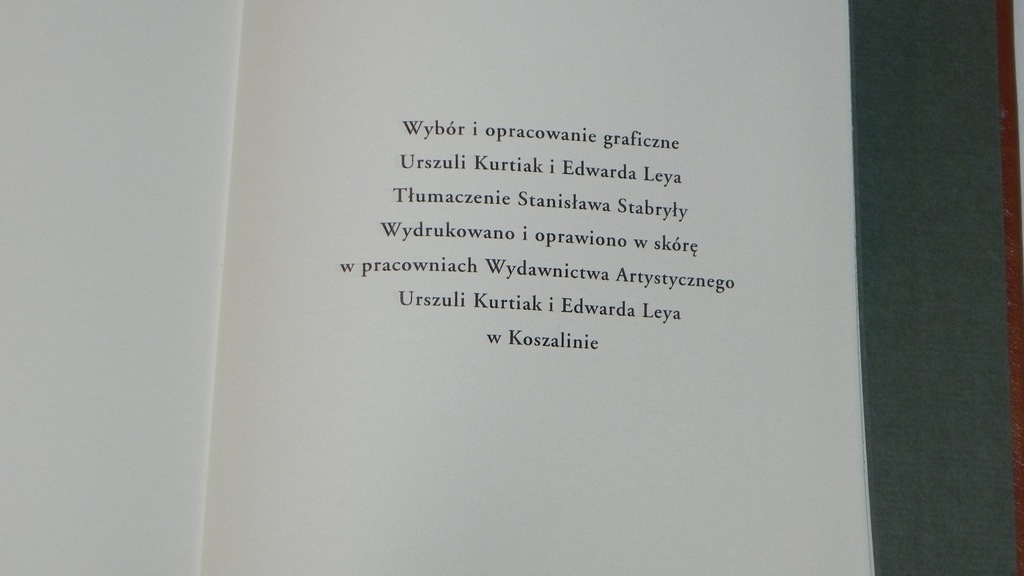 Wybór i opracowanie graficzne
Urszuli Kurtiak i Edwarda Leya
Tłumaczenie Stanisława Stabryły
Wydrukowano i oprawiono w skórę
w pracowniach Wydawnictwa Artystycznego
Urszuli Kurtiak i Edwarda Leya
w Koszalinie